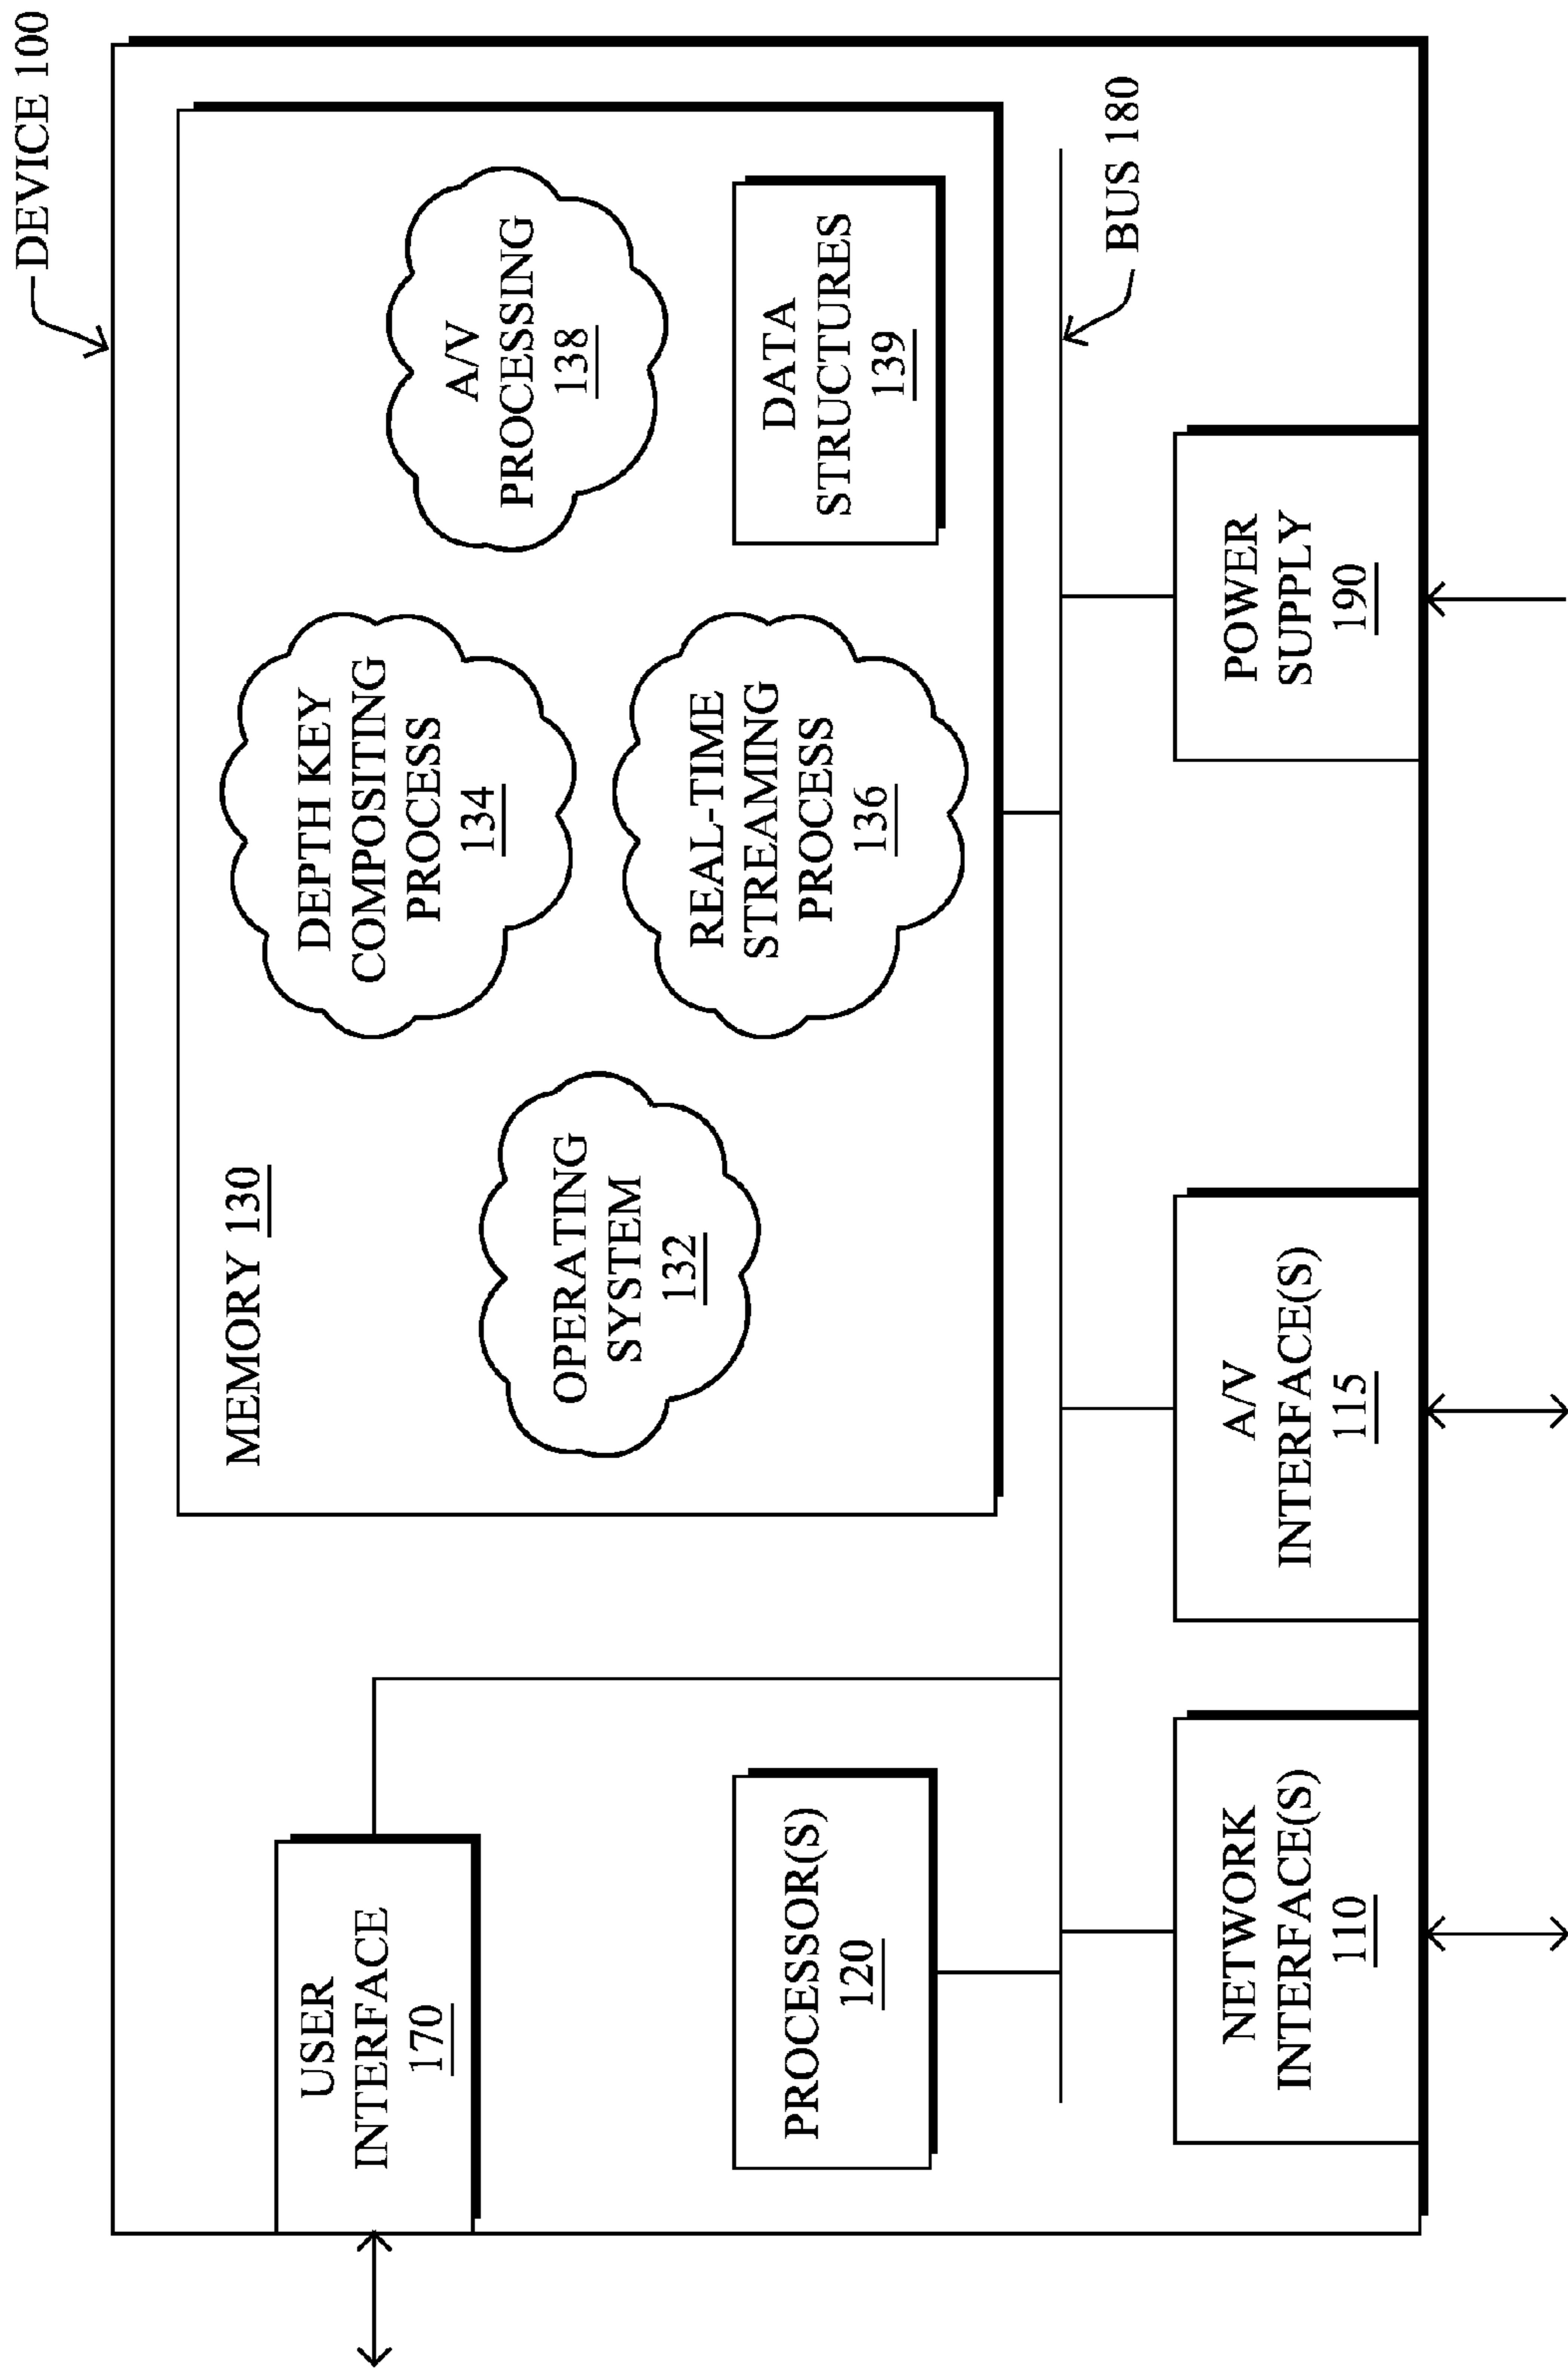 DEVICE 100
MEMORY 130
OPERATING
SYSTEM
132
DEPTH KEY
COMPOSITING
PROCESS
134
REAL-TIME
STREAMING
PROCESS
136
A/V
PROCESSING
138
DATA
STRUCTURES
139
USER
INTERFACE
170
PROCESSOR(S)
120
BUS 180
NETWORK
INTERFACE(S)
110
A/V
INTERFACE(S)
115
POWER
SUPPLY
190